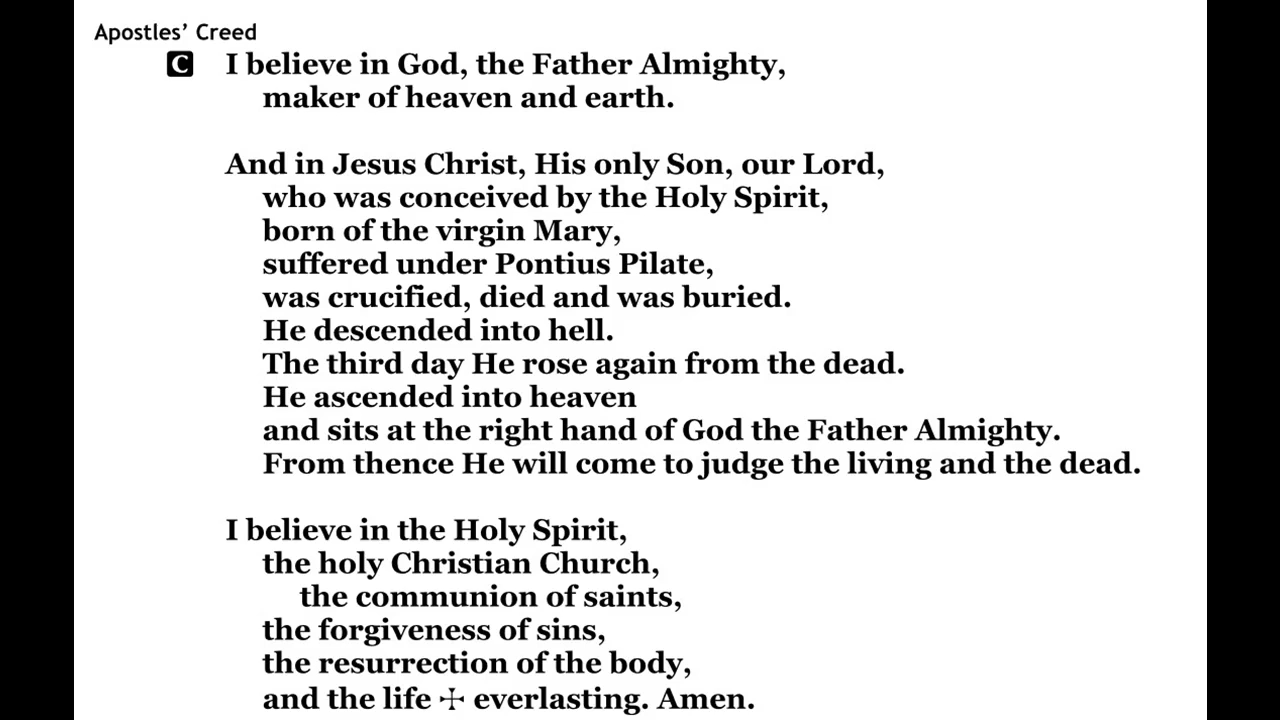 Apostles’ Creed
C I believe in God, the Father Almighty,
maker of heaven and earth.
And in Jesus Christ, His only Son, our Lord,
who was conceived by the Holy Spirit,
born of the virgin Mary,
suffered under Pontius Pilate,
was crucified, died and was buried.
He descended into hell.
The third day He rose again from the dead.
He ascended into heaven
and sits at the right hand of God the Father Almighty.
From thence He will come to judge the living and the dead.
I believe in the Holy Spirit,
the holy Christian Church,
the communion of saints,
the forgiveness of sins,
the resurrection of the body,
and the life ☩ everlasting. Amen.